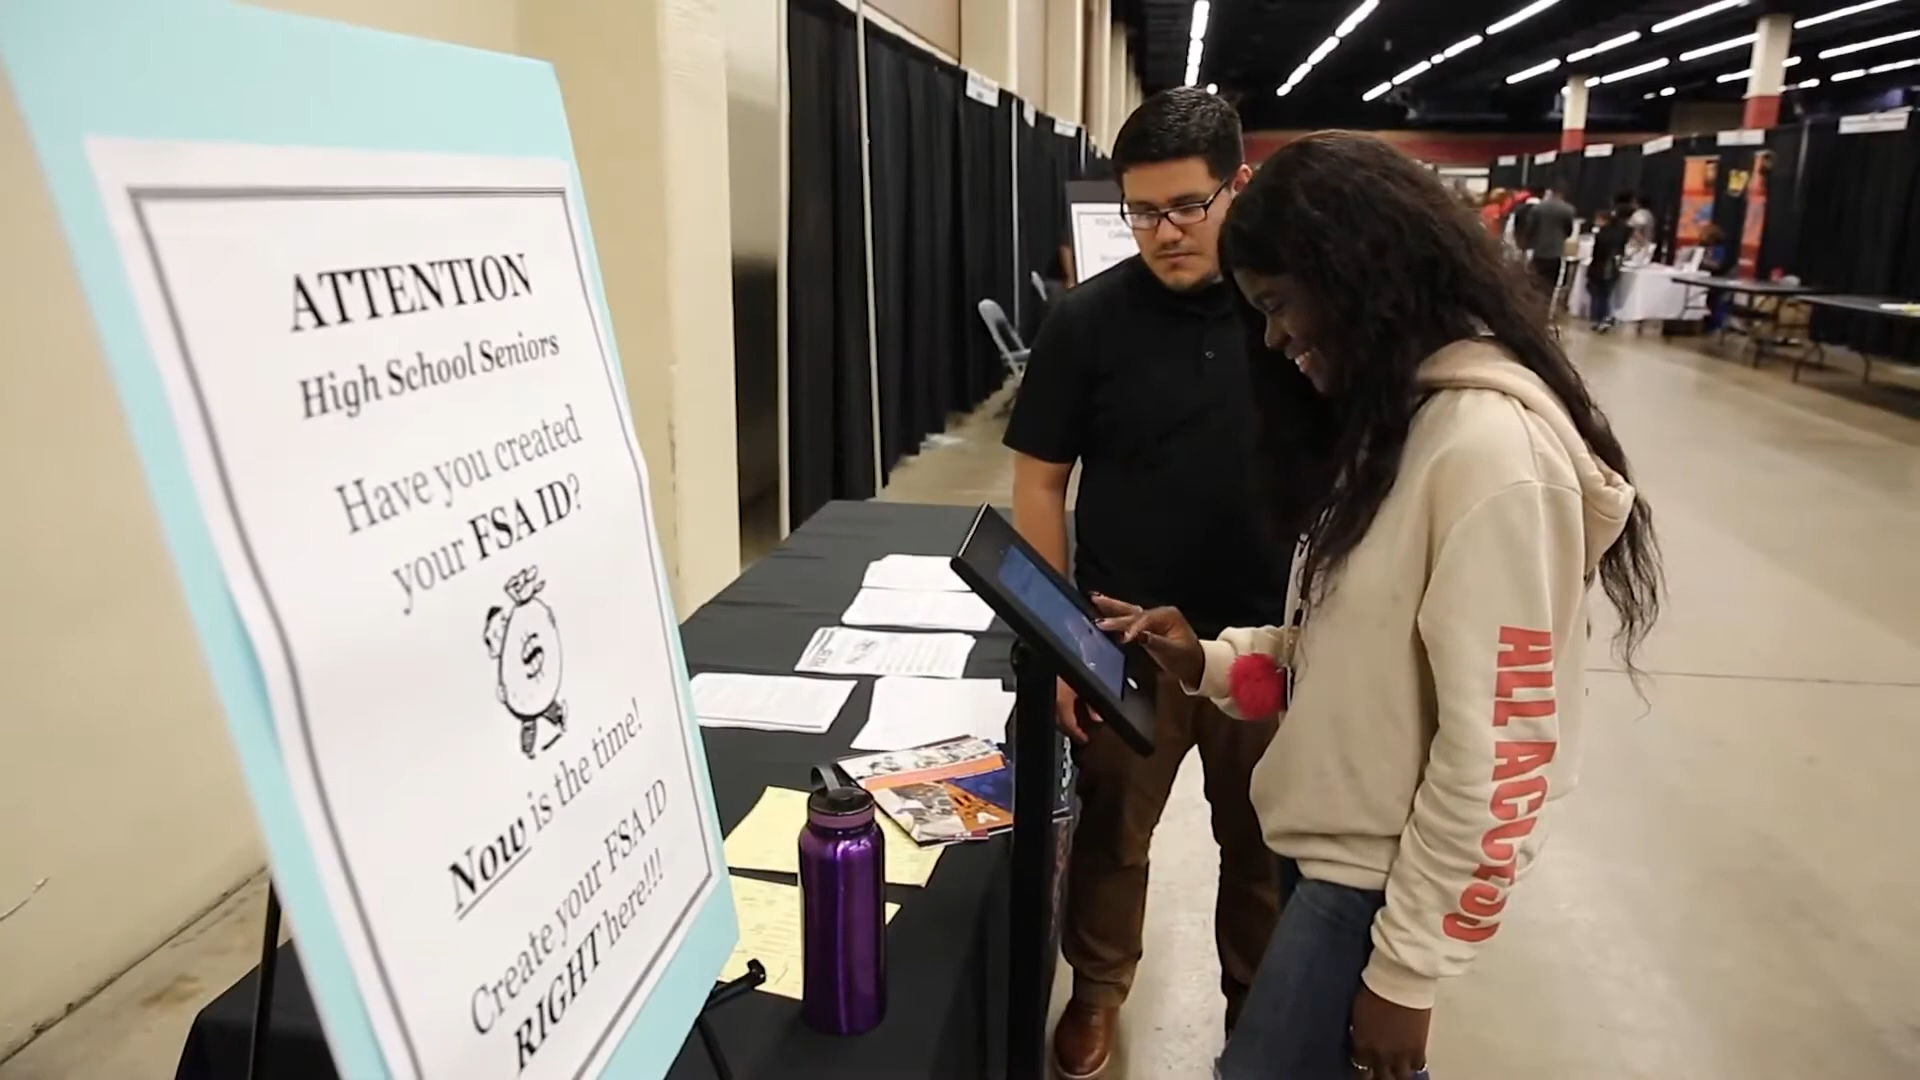 ATTENTION
High School Seniors
Have you created
your FSA ID?
$
Now is the time!
Create your FSA ID
RIGHT here!!!
ALL ACCESS